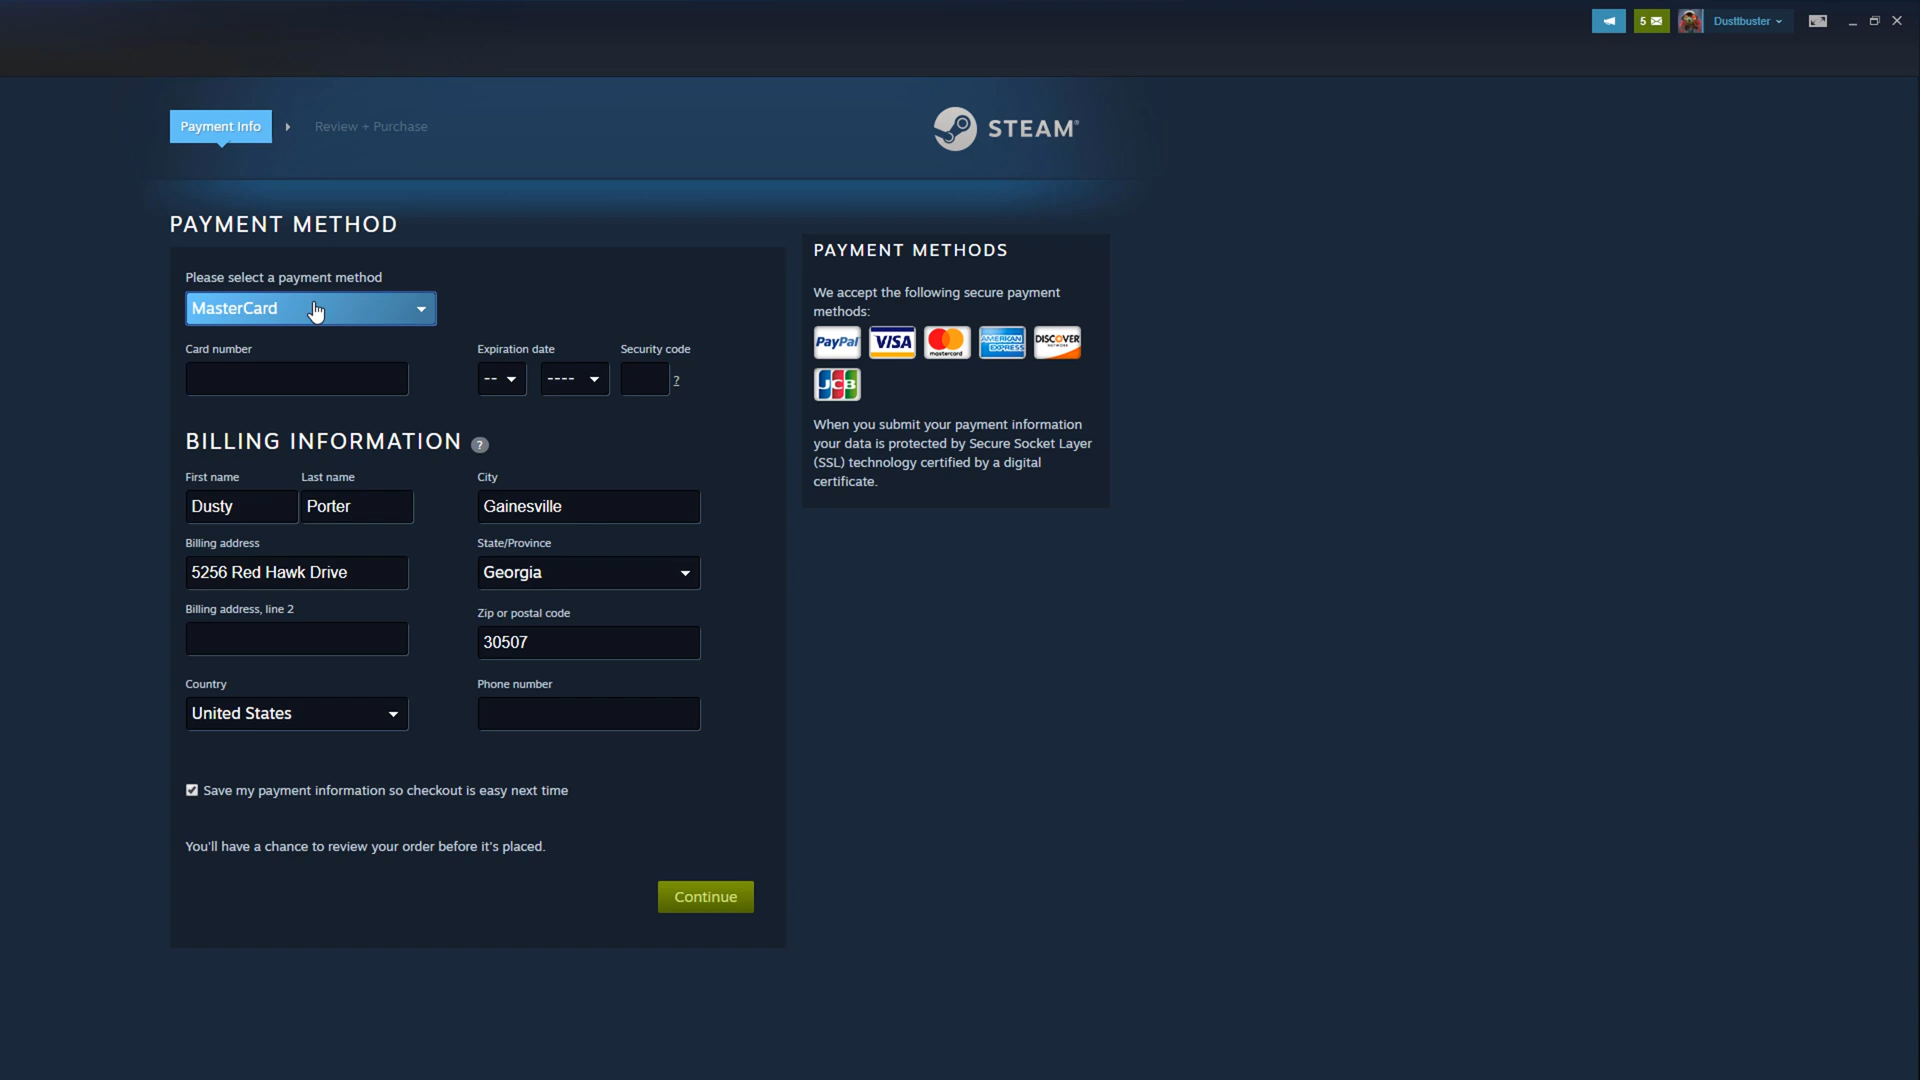 5
Dusttbuster
Payment Info
Review + Purchase
STEAM®
PAYMENT METHOD
Please select a payment method
MasterCard
Card number
Expiration date
Security code
--
----
?
BILLING INFORMATION ?
First name
Last name
City
Dusty
Porter
Gainesville
Billing address
State/Province
5256 Red Hawk Drive
Georgia
Billing address, line 2
Zip or postal code
30507
Country
Phone number
United States
Save my payment information so checkout is easy next time
You'll have a chance to review your order before it's placed.
Continue
PAYMENT METHODS
We accept the following secure payment
methods:
PayPal VISA mastercard AMERICAN EXPRESS DISCOVER NETWORK
JCB
When you submit your payment information
your data is protected by Secure Socket Layer
(SSL) technology certified by a digital
certificate.